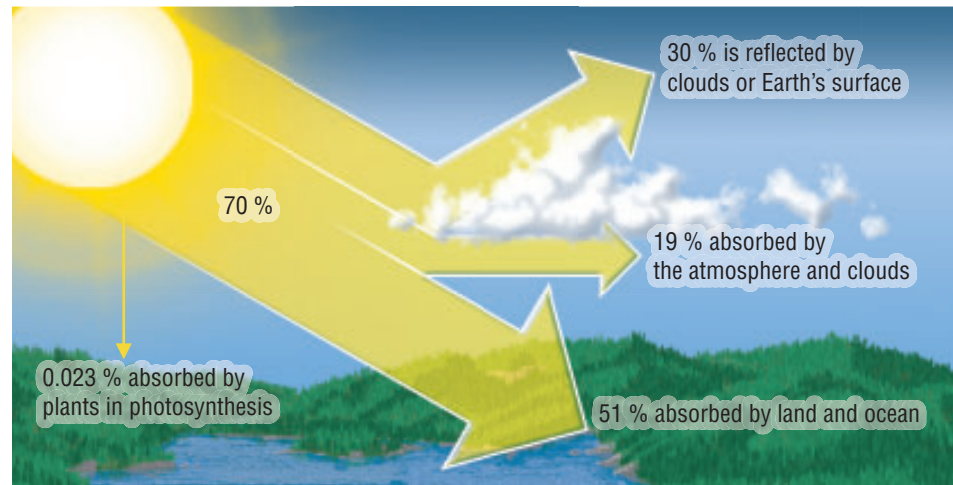 30 % is reflected by
clouds or Earth’s surface
70 %
19 % absorbed by
the atmosphere and clouds
0.023 % absorbed by
plants in photosynthesis
51 % absorbed by land and ocean